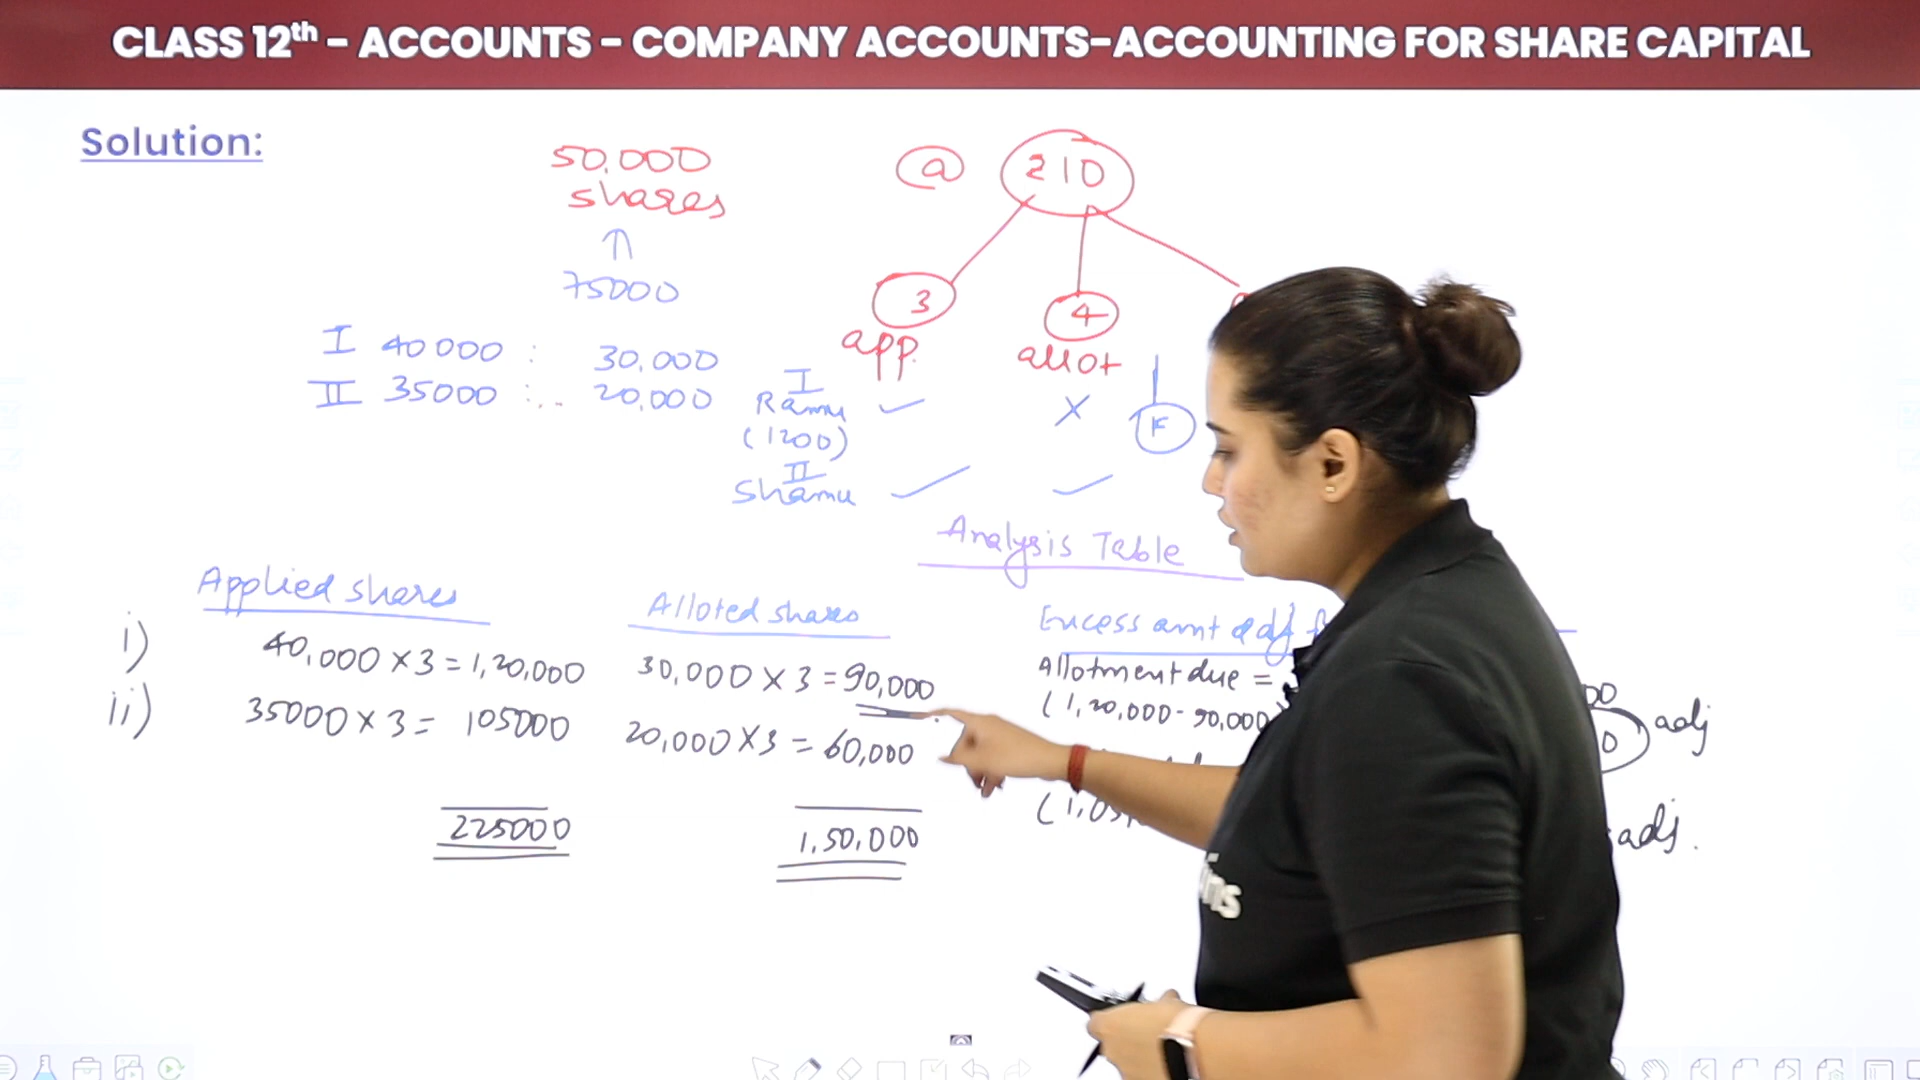 CLASS 12th - ACCOUNTS - COMPANY ACCOUNTS-ACCOUNTING FOR SHARE CAPITAL
Solution:
50,000
shares
↑
75000
@ ₹10
3 4
app. allot
I 40000 : 30,000
II 35000 : 20,000
I
Ramu ✓ X F
(1200)
II
Shamu ✓ ✓
Analysis Table
Applied shares Alloted shares Excess amt adj
i) 40,000 × 3 = 1,20,000 30,000 × 3 = 90,000 Allotment due =
(1,20,000 - 90,000) adj
ii) 35000 × 3 = 105000 20,000 × 3 = 60,000
adj.
225000 1,50,000